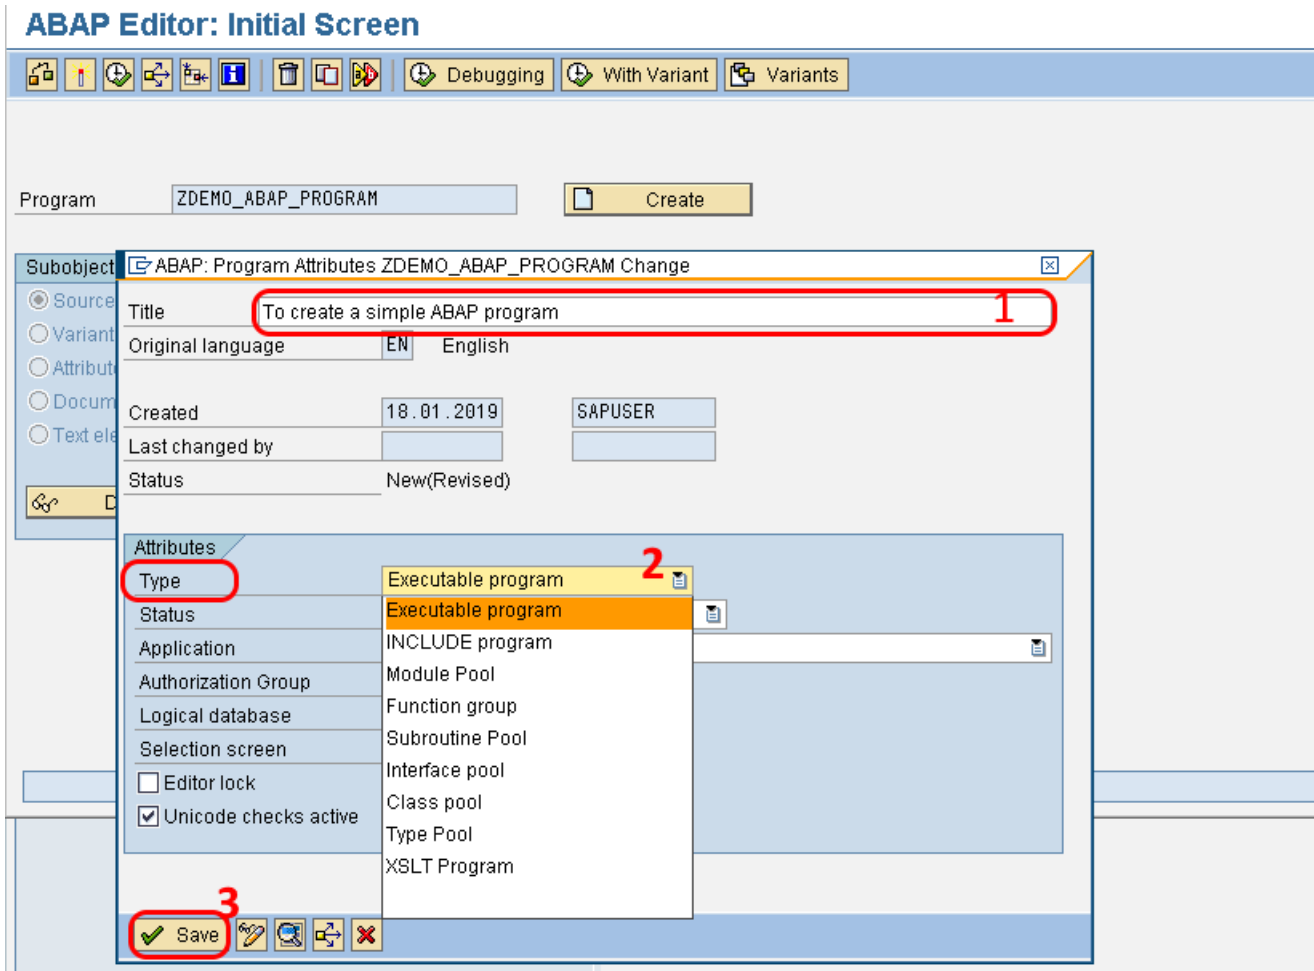 ABAP Editor: Initial Screen
Debugging With Variant Variants
Program ZDEMO_ABAP_PROGRAM Create
Subobject ABAP: Program Attributes ZDEMO_ABAP_PROGRAM Change
Source Title To create a simple ABAP program 1
Variant
Original language EN English
Attribut
Docum Created 18.01.2019 SAPUSER
Text ele Last changed by
Status New(Revised)
D
Attributes
Type Executable program 2
Status Executable program
INCLUDE program
Application
Module Pool
Authorization Group
Function group
Logical database
Subroutine Pool
Selection screen
Interface pool
Editor lock
Class pool
Unicode checks active
Type Pool
XSLT Program
3
Save